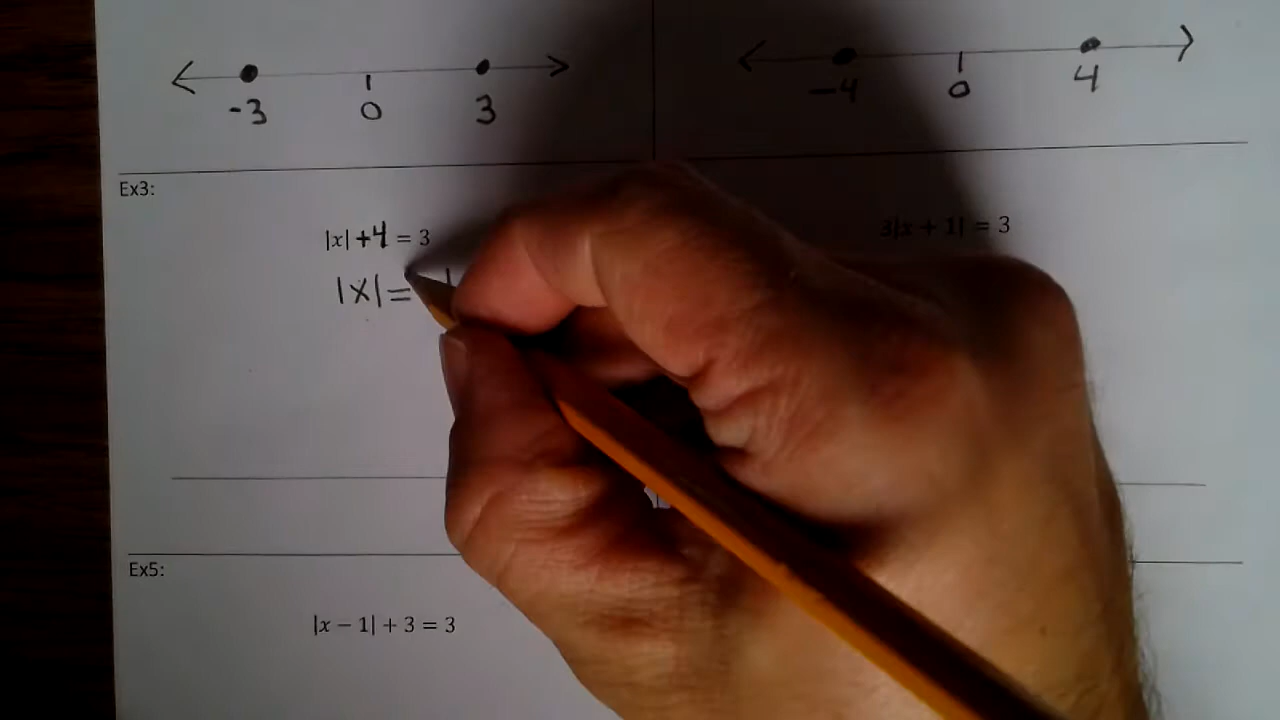 -3 0 3
-4 0 4
Ex3:
|x| +4 = 3
3|x + 1| = 3
|x| =
Ex5:
|x − 1| + 3 = 3